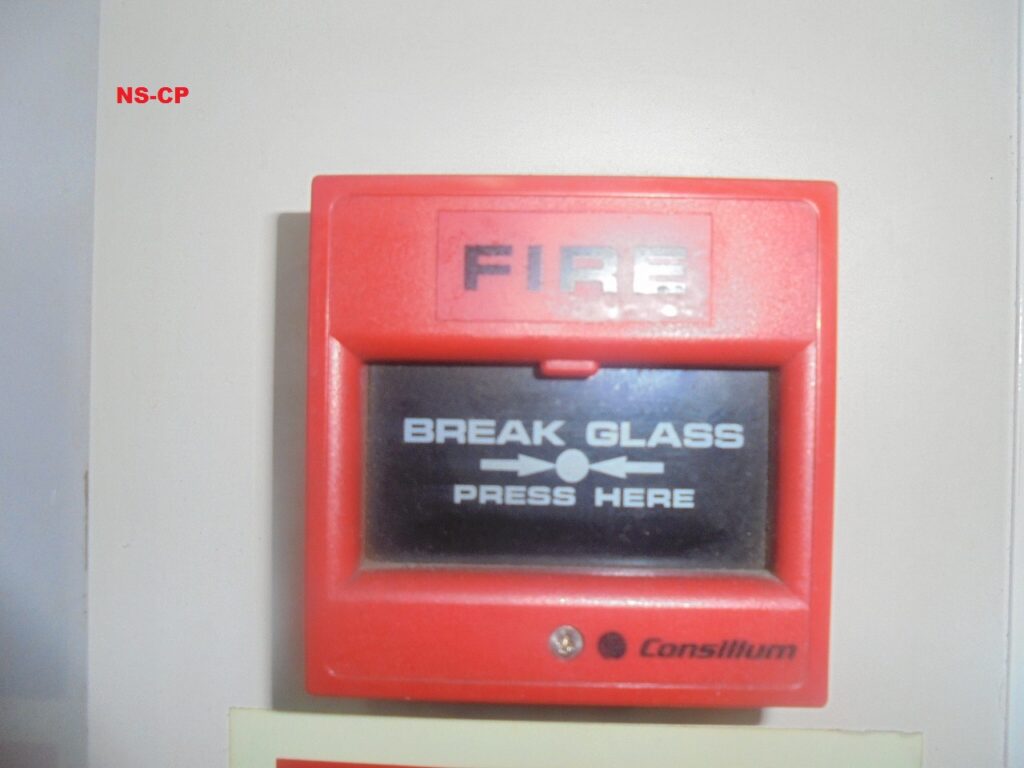 NS-CP
FIRE
BREAK GLASS
PRESS HERE
Consilium